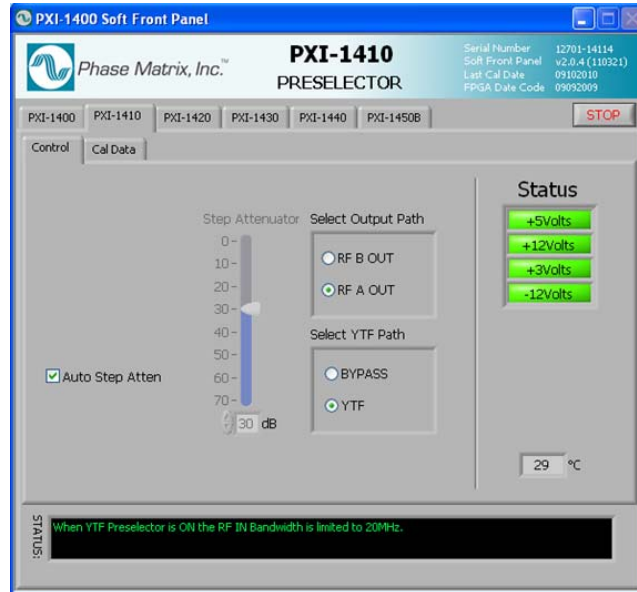 PXI-1400 Soft Front Panel
Phase Matrix, Inc.™
PXI-1410
PRESELECTOR
Serial Number 12701-14114
Soft Front Panel v2.0.4 (110321)
Last Cal Date 09102010
FPGA Date Code 09092009
PXI-1400 PXI-1410 PXI-1420 PXI-1430 PXI-1440 PXI-1450B
STOP
Control Cal Data
Step Attenuator
0
10
20
30
40
50
60
70
30 dB
Auto Step Atten
Select Output Path
RF B OUT
RF A OUT
Select YTF Path
BYPASS
YTF
Status
+5Volts
+12Volts
+3Volts
-12Volts
29 °C
STATUS:
When YTF Preselector is ON the RF IN Bandwidth is limited to 20MHz.